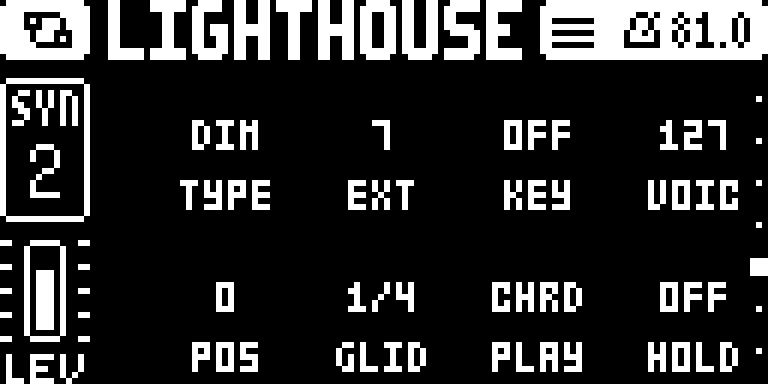 LIGHTHOUSE 81.0
SYN
2
DIM 7 OFF 127
TYPE EXT KEY VOIC
0 1/4 CHRD OFF
POS GLID PLAY HOLD
LEV